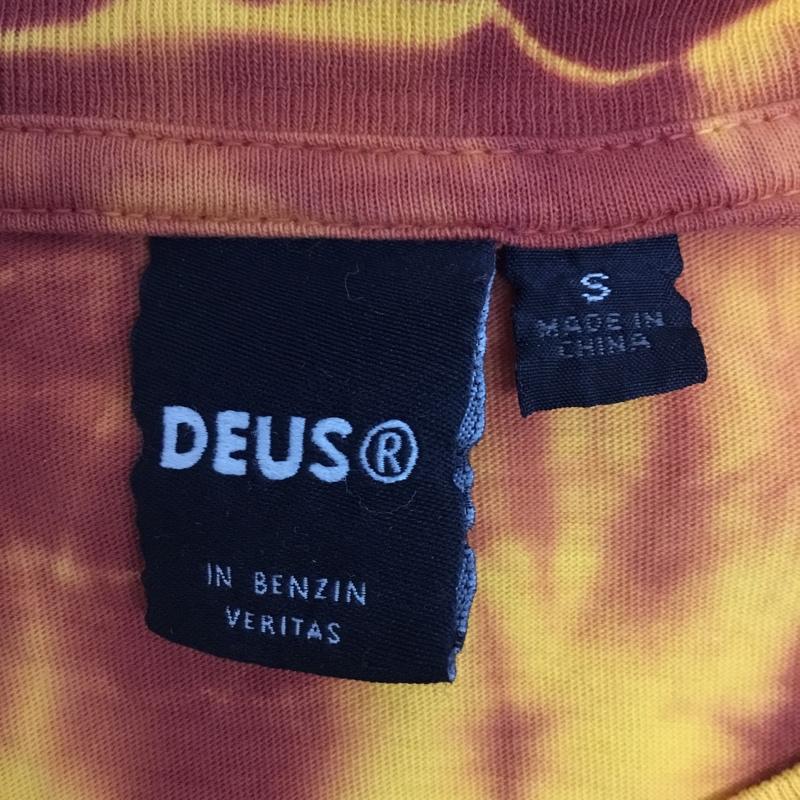 DEUS®
IN BENZIN
VERITAS
S
MADE IN
CHINA